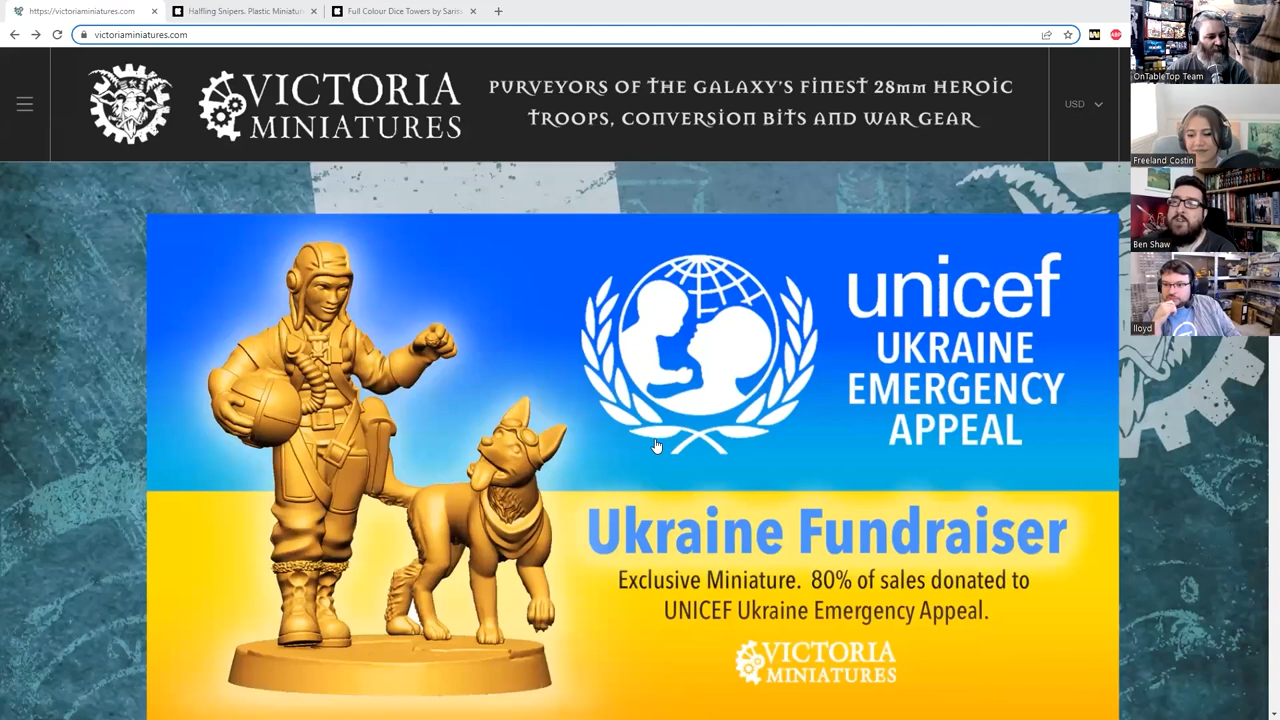 https://victoriaminiatures.com
Halfling Snipers. Plastic Miniatur
Full Colour Dice Towers by Sarits
victoriaminiatures.com
VICTORIA
MINIATURES
PURVEYORS OF THE GALAXY'S FINEST 28mm HEROIC
TROOPS, CONVERSION BITS AND WAR GEAR
USD
OnTableTop Team
Freeland Costin
Ben Shaw
lloyd
unicef
UKRAINE
EMERGENCY
APPEAL
Ukraine Fundraiser
Exclusive Miniature. 80% of sales donated to
UNICEF Ukraine Emergency Appeal.
VICTORIA
MINIATURES